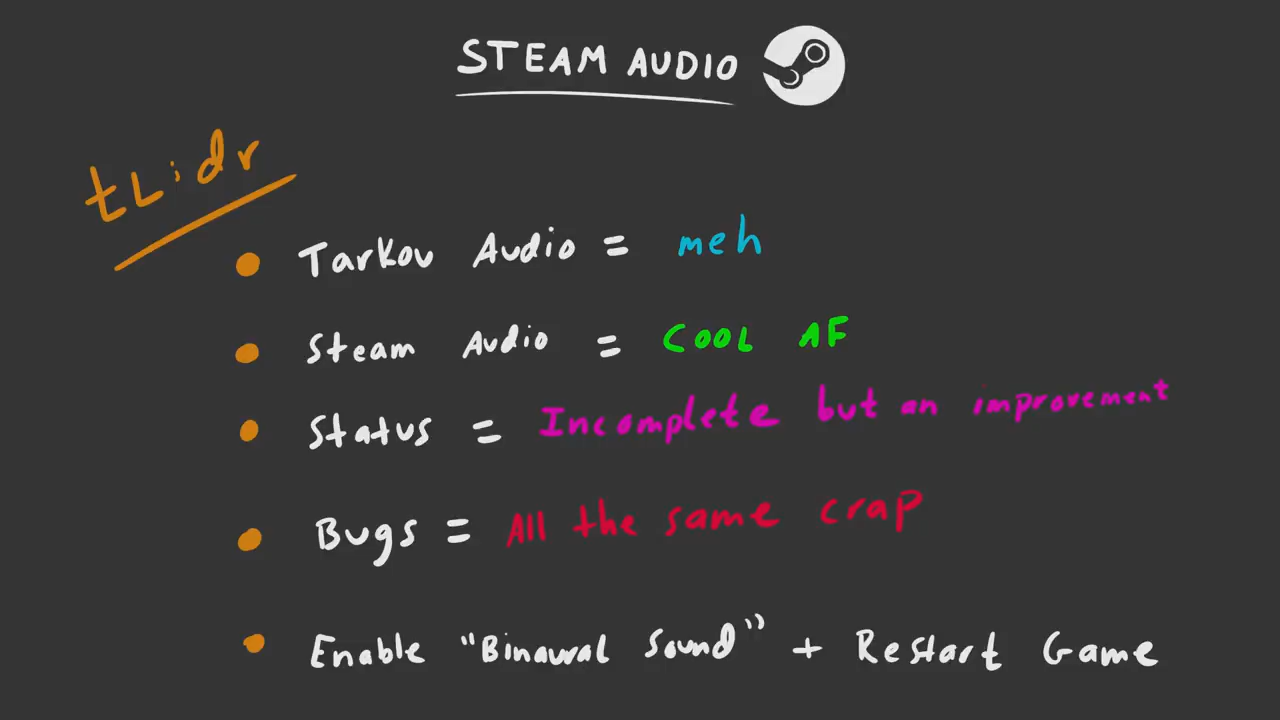 STEAM AUDIO
tL;dr
Tarkov Audio = meh
Steam Audio = COOL AF
Status = Incomplete but an improvement
Bugs = All the same crap
Enable "Binaural Sound" + Restart Game